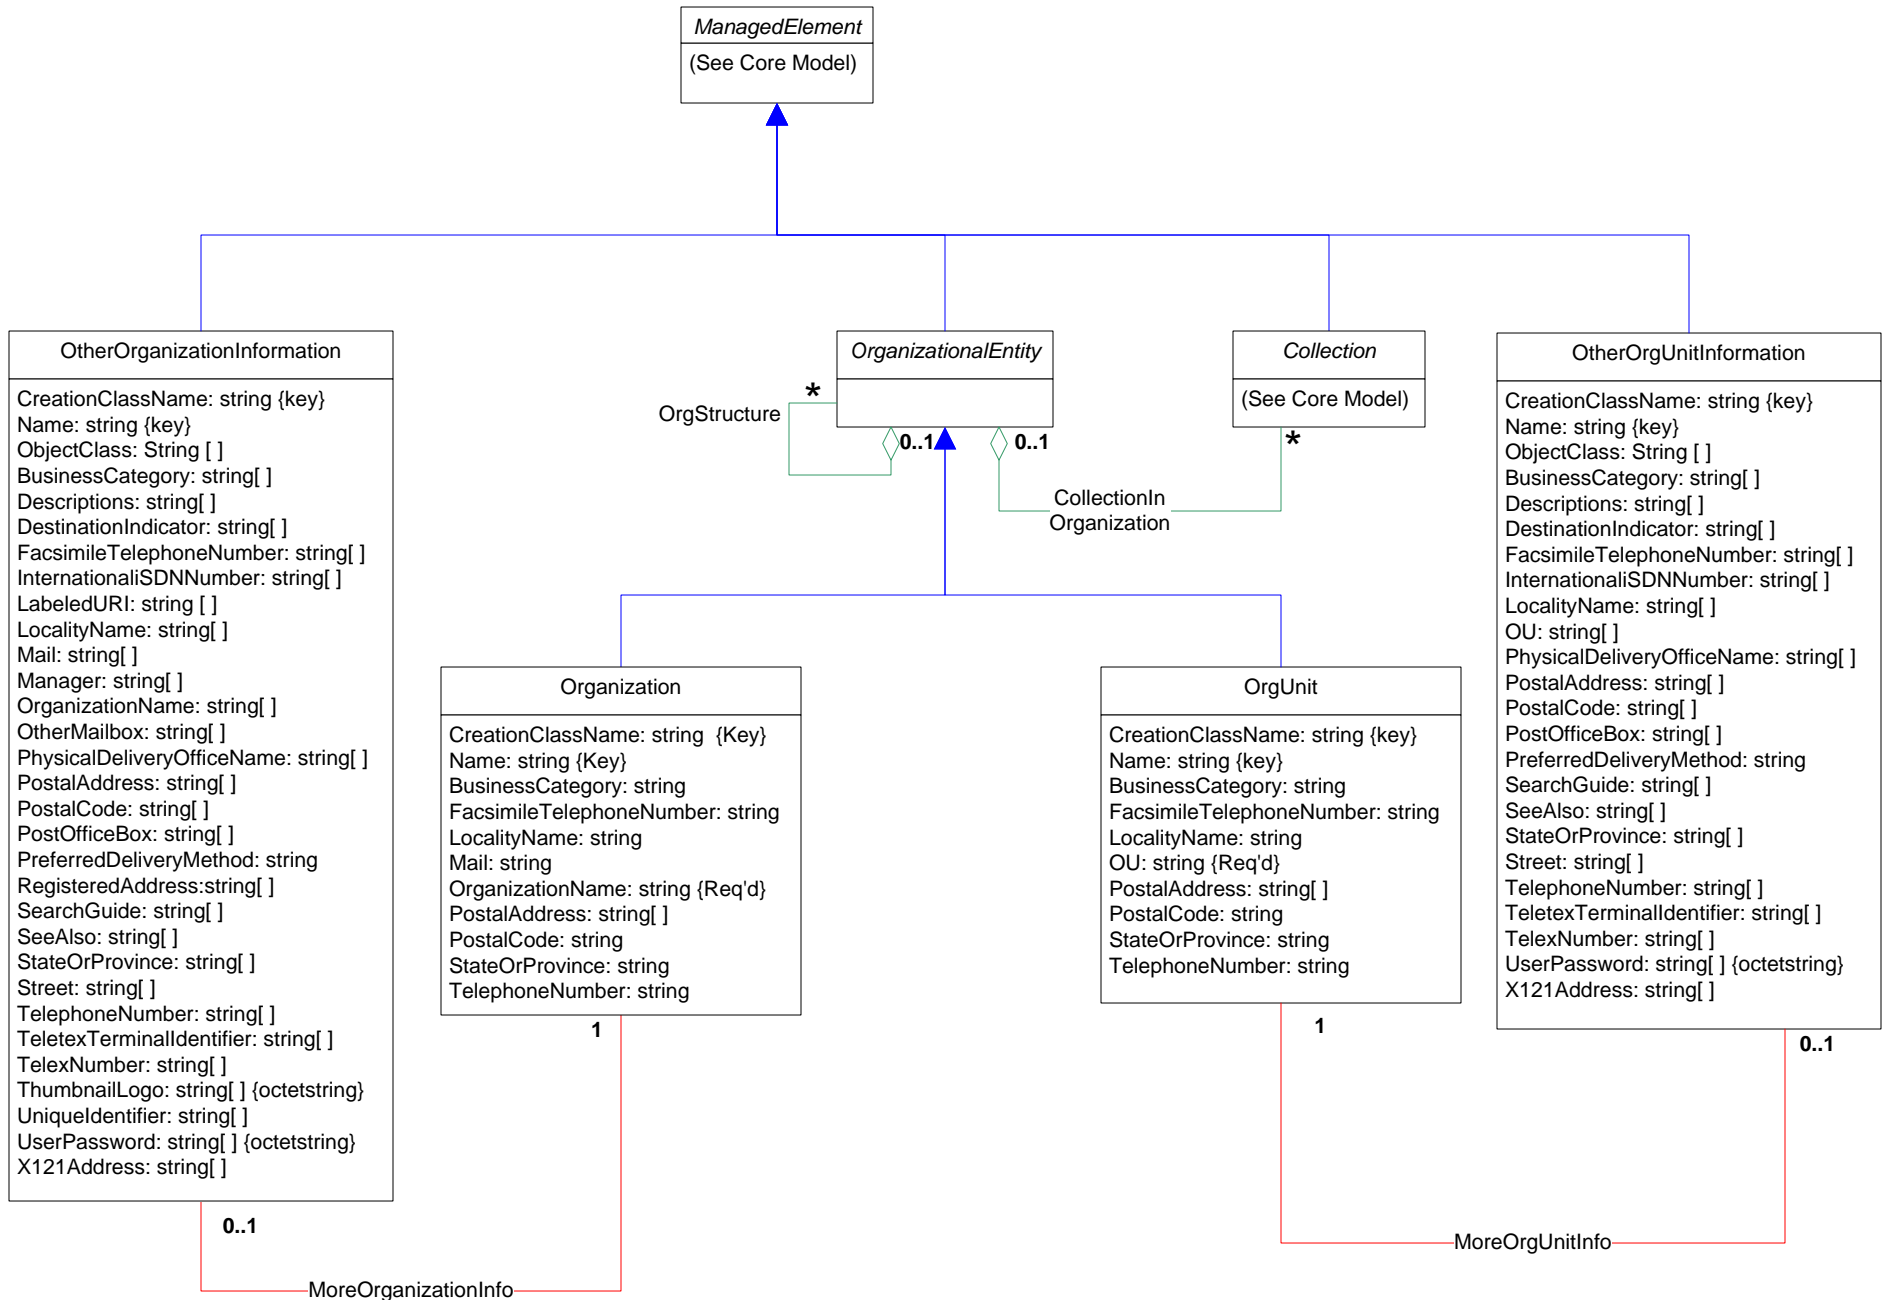 ManagedElement
(See Core Model)
OtherOrganizationInformation
CreationClassName: string {key}
Name: string {key}
ObjectClass: String [ ]
BusinessCategory: string[ ]
Descriptions: string[ ]
DestinationIndicator: string[ ]
FacsimileTelephoneNumber: string[ ]
InternationaliSDNNumber: string[ ]
LabeledURI: string [ ]
LocalityName: string[ ]
Mail: string[ ]
Manager: string[ ]
OrganizationName: string[ ]
OtherMailbox: string[ ]
PhysicalDeliveryOfficeName: string[ ]
PostalAddress: string[ ]
PostalCode: string[ ]
PostOfficeBox: string[ ]
PreferredDeliveryMethod: string
RegisteredAddress:string[ ]
SearchGuide: string[ ]
SeeAlso: string[ ]
StateOrProvince: string[ ]
Street: string[ ]
TelephoneNumber: string[ ]
TeletexTerminalIdentifier: string[ ]
TelexNumber: string[ ]
ThumbnailLogo: string[ ] {octetstring}
UniqueIdentifier: string[ ]
UserPassword: string[ ] {octetstring}
X121Address: string[ ]
0..1
MoreOrganizationInfo
OrganizationalEntity
*
OrgStructure
0..1
0..1
Collection
(See Core Model)
*
CollectionIn
Organization
Organization
CreationClassName: string  {Key}
Name: string {Key}
BusinessCategory: string
FacsimileTelephoneNumber: string
LocalityName: string
Mail: string
OrganizationName: string {Req'd}
PostalAddress: string[ ]
PostalCode: string
StateOrProvince: string
TelephoneNumber: string
1
OrgUnit
CreationClassName: string {key}
Name: string {key}
BusinessCategory: string
FacsimileTelephoneNumber: string
LocalityName: string
OU: string {Req'd}
PostalAddress: string[ ]
PostalCode: string
StateOrProvince: string
TelephoneNumber: string
1
OtherOrgUnitInformation
CreationClassName: string {key}
Name: string {key}
ObjectClass: String [ ]
BusinessCategory: string[ ]
Descriptions: string[ ]
DestinationIndicator: string[ ]
FacsimileTelephoneNumber: string[ ]
InternationaliSDNNumber: string[ ]
LocalityName: string[ ]
OU: string[ ]
PhysicalDeliveryOfficeName: string[ ]
PostalAddress: string[ ]
PostalCode: string[ ]
PostOfficeBox: string[ ]
PreferredDeliveryMethod: string
SearchGuide: string[ ]
SeeAlso: string[ ]
StateOrProvince: string[ ]
Street: string[ ]
TelephoneNumber: string[ ]
TeletexTerminalIdentifier: string[ ]
TelexNumber: string[ ]
UserPassword: string[ ] {octetstring}
X121Address: string[ ]
0..1
MoreOrgUnitInfo